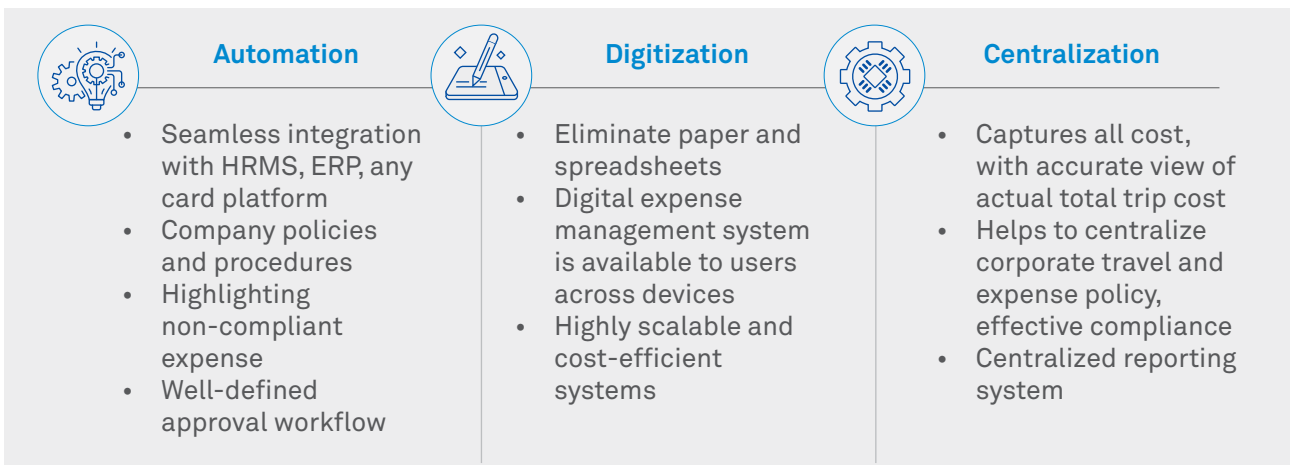 Automation
• Seamless integration
with HRMS, ERP, any
card platform
• Company policies
and procedures
• Highlighting
non-compliant
expense
• Well-defined
approval workflow
Digitization
• Eliminate paper and
spreadsheets
• Digital expense
management system
is available to users
across devices
• Highly scalable and
cost-efficient
systems
Centralization
• Captures all cost,
with accurate view of
actual total trip cost
• Helps to centralize
corporate travel and
expense policy,
effective compliance
• Centralized reporting
system